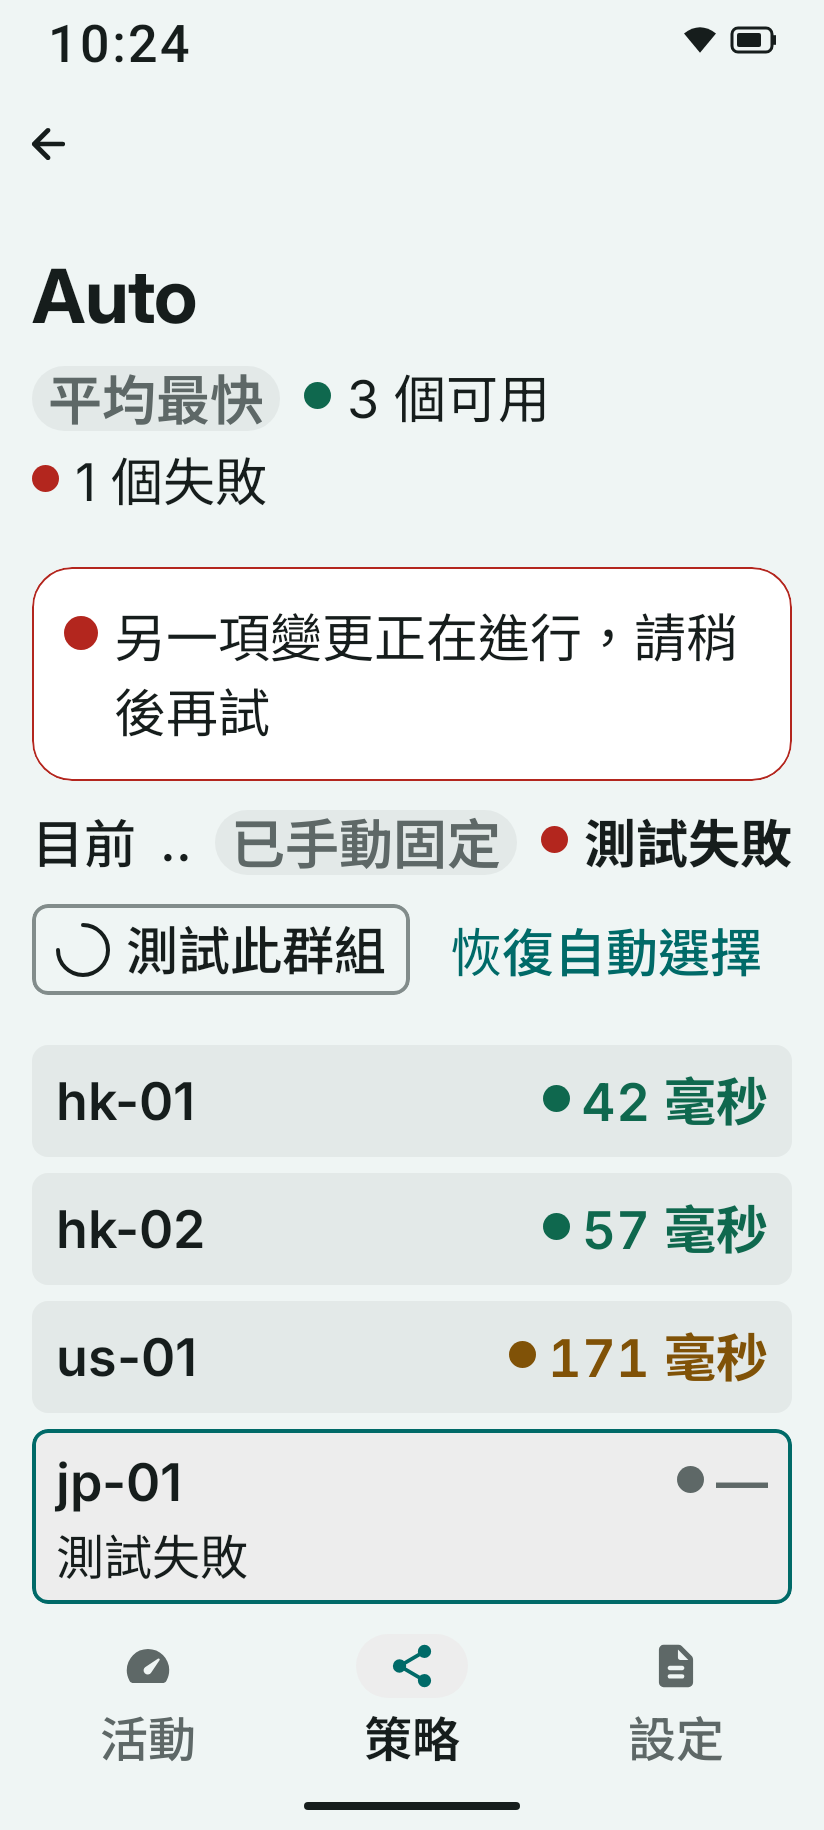 10:24
Auto
平均最快 3 個可用
1 個失敗
另一項變更正在進行，請稍
後再試
目前 .. 已手動固定 測試失敗
測試此群組 恢復自動選擇
hk-01 42 毫秒
hk-02 57 毫秒
us-01 171 毫秒
jp-01 —
測試失敗
活動 策略 設定